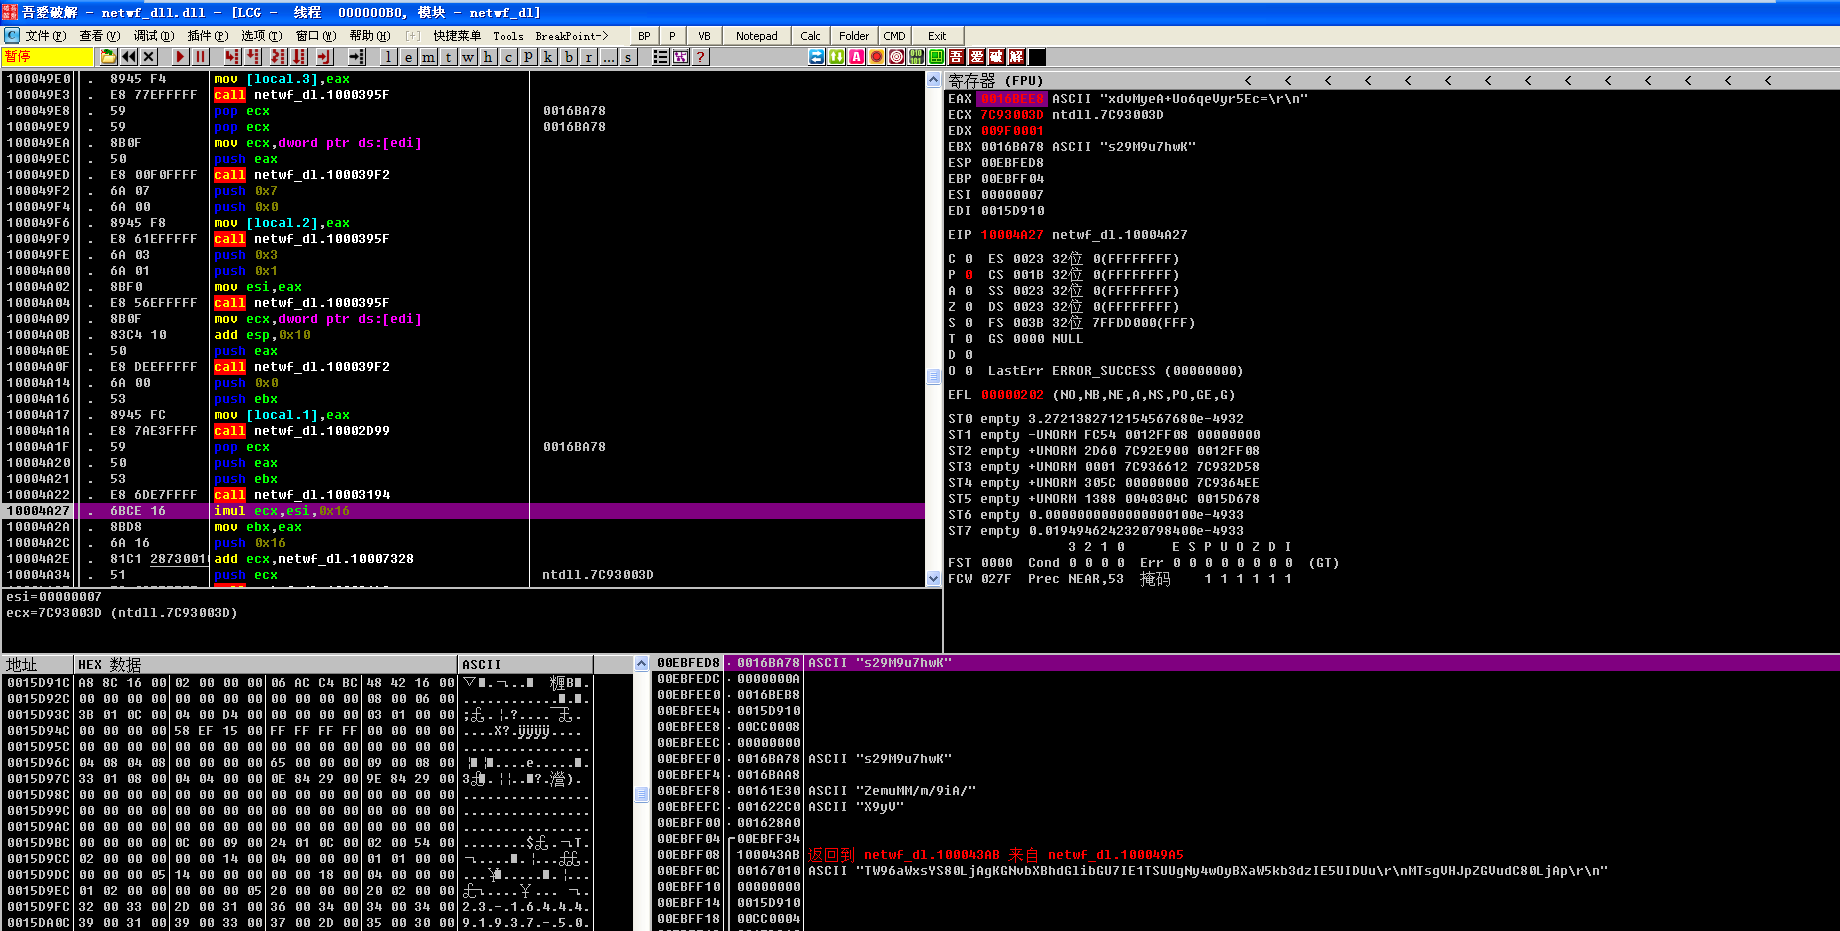 吾爱破解 - netwf_dll.dll - [LCG - 线程 000000B0, 模块 - netwf_dl]
文件(F) 查看(V) 调试(D) 插件(P) 选项(T) 窗口(W) 帮助(H) [+] 快捷菜单 Tools BreakPoint-> BP P VB Notepad Calc Folder CMD Exit
暂停 l e m t w h c p k b r ... s ? 吾 爱 破 解
100049E0 . 8945 F4 mov [local.3],eax
100049E3 . E8 77EFFFFF call netwf_dl.1000395F
100049E8 . 59 pop ecx 0016BA78
100049E9 . 59 pop ecx 0016BA78
100049EA . 8B0F mov ecx,dword ptr ds:[edi]
100049EC . 50 push eax
100049ED . E8 00F0FFFF call netwf_dl.100039F2
100049F2 . 6A 07 push 0x7
100049F4 . 6A 00 push 0x0
100049F6 . 8945 F8 mov [local.2],eax
100049F9 . E8 61EFFFFF call netwf_dl.1000395F
100049FE . 6A 03 push 0x3
10004A00 . 6A 01 push 0x1
10004A02 . 8BF0 mov esi,eax
10004A04 . E8 56EFFFFF call netwf_dl.1000395F
10004A09 . 8B0F mov ecx,dword ptr ds:[edi]
10004A0B . 83C4 10 add esp,0x10
10004A0E . 50 push eax
10004A0F . E8 DEEFFFFF call netwf_dl.100039F2
10004A14 . 6A 00 push 0x0
10004A16 . 53 push ebx
10004A17 . 8945 FC mov [local.1],eax
10004A1A . E8 7AE3FFFF call netwf_dl.10002D99
10004A1F . 59 pop ecx 0016BA78
10004A20 . 50 push eax
10004A21 . 53 push ebx
10004A22 . E8 6DE7FFFF call netwf_dl.10003194
10004A27 . 6BCE 16 imul ecx,esi,0x16
10004A2A . 8BD8 mov ebx,eax
10004A2C . 6A 16 push 0x16
10004A2E . 81C1 2873001 add ecx,netwf_dl.10007328
10004A34 . 51 push ecx ntdll.7C93003D
esi=00000007
ecx=7C93003D (ntdll.7C93003D)
寄存器 (FPU) < < < < < < < < < < < < < <
EAX 0016BEE8 ASCII "xdvMyeA+Uo6qeVyr5Ec=\r\n"
ECX 7C93003D ntdll.7C93003D
EDX 009F0001
EBX 0016BA78 ASCII "s29M9u7hwK"
ESP 00EBFED8
EBP 00EBFF04
ESI 00000007
EDI 0015D910
EIP 10004A27 netwf_dl.10004A27
C 0 ES 0023 32位 0(FFFFFFFF)
P 0 CS 001B 32位 0(FFFFFFFF)
A 0 SS 0023 32位 0(FFFFFFFF)
Z 0 DS 0023 32位 0(FFFFFFFF)
S 0 FS 003B 32位 7FFDD000(FFF)
T 0 GS 0000 NULL
D 0
O 0 LastErr ERROR_SUCCESS (00000000)
EFL 00000202 (NO,NB,NE,A,NS,PO,GE,G)
ST0 empty 3.2721382712154567680e-4932
ST1 empty -UNORM FC54 0012FF08 00000000
ST2 empty +UNORM 2D60 7C92E900 0012FF08
ST3 empty +UNORM 0001 7C936612 7C932D58
ST4 empty +UNORM 305C 00000000 7C9364EE
ST5 empty +UNORM 1388 0040304C 0015D678
ST6 empty 0.0000000000000000100e-4933
ST7 empty 0.0194946242320798400e-4933
3 2 1 0 E S P U O Z D I
FST 0000 Cond 0 0 0 0 Err 0 0 0 0 0 0 0 0 (GT)
FCW 027F Prec NEAR,53 掩码 1 1 1 1 1 1
地址 HEX 数据 ASCII
0015D91C A8 8C 16 00 02 00 00 00 06 AC C4 BC 48 42 16 00
0015D92C 00 00 00 00 00 00 00 00 00 00 00 00 08 00 06 00
0015D93C 3B 01 0C 00 04 00 D4 00 00 00 00 00 03 01 00 00
0015D94C 00 00 00 00 58 EF 15 00 FF FF FF FF 00 00 00 00
0015D95C 00 00 00 00 00 00 00 00 00 00 00 00 00 00 00 00
0015D96C 04 08 04 08 00 00 00 00 65 00 00 00 09 00 08 00
0015D97C 33 01 08 00 04 04 00 00 0E 84 29 00 9E 84 29 00
0015D98C 00 00 00 00 00 00 00 00 00 00 00 00 00 00 00 00
0015D99C 00 00 00 00 00 00 00 00 00 00 00 00 00 00 00 00
0015D9AC 00 00 00 00 00 00 00 00 00 00 00 00 00 00 00 00
0015D9BC 00 00 00 00 0C 00 09 00 24 01 0C 00 02 00 54 00
0015D9CC 02 00 00 00 00 00 14 00 04 00 00 00 01 01 00 00
0015D9DC 00 00 00 05 14 00 00 00 00 00 18 00 04 00 00 00
0015D9EC 01 02 00 00 00 00 00 05 20 00 00 00 20 02 00 00
0015D9FC 32 00 33 00 2D 00 31 00 36 00 34 00 34 00 34 00 2.3.-.1.6.4.4.4.
0015DA0C 39 00 31 00 39 00 33 00 37 00 2D 00 35 00 30 00 9.1.9.3.7.-.5.0.
00EBFED8 0016BA78 ASCII "s29M9u7hwK"
00EBFEDC 0000000A
00EBFEE0 0016BEB8
00EBFEE4 0015D910
00EBFEE8 00CC0008
00EBFEEC 00000000
00EBFEF0 0016BA78 ASCII "s29M9u7hwK"
00EBFEF4 0016BAA8
00EBFEF8 00161E30 ASCII "ZemuMM/m/9iA/"
00EBFEFC 001622C0 ASCII "X9yV"
00EBFF00 001628A0
00EBFF04 00EBFF34
00EBFF08 100043AB 返回到 netwf_dl.100043AB 来自 netwf_dl.100049A5
00EBFF0C 00167010 ASCII "TW96aWxsYS80LjAgKGNvbXBhdGlibGU7IE1TSUUgNy4wOyBXaW5kb3dzIE5UIDUu\r\nMTsgVHJpZGVudC80LjAp\r\n"
00EBFF10 00000000
00EBFF14 0015D910
00EBFF18 00CC0004